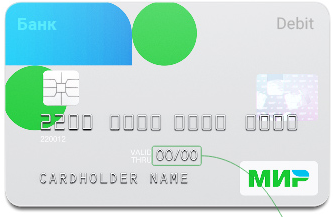 Банк Debit
2200 0000 0000 0000
220012
VALID
THRU 00/00
CARDHOLDER NAME
МИР